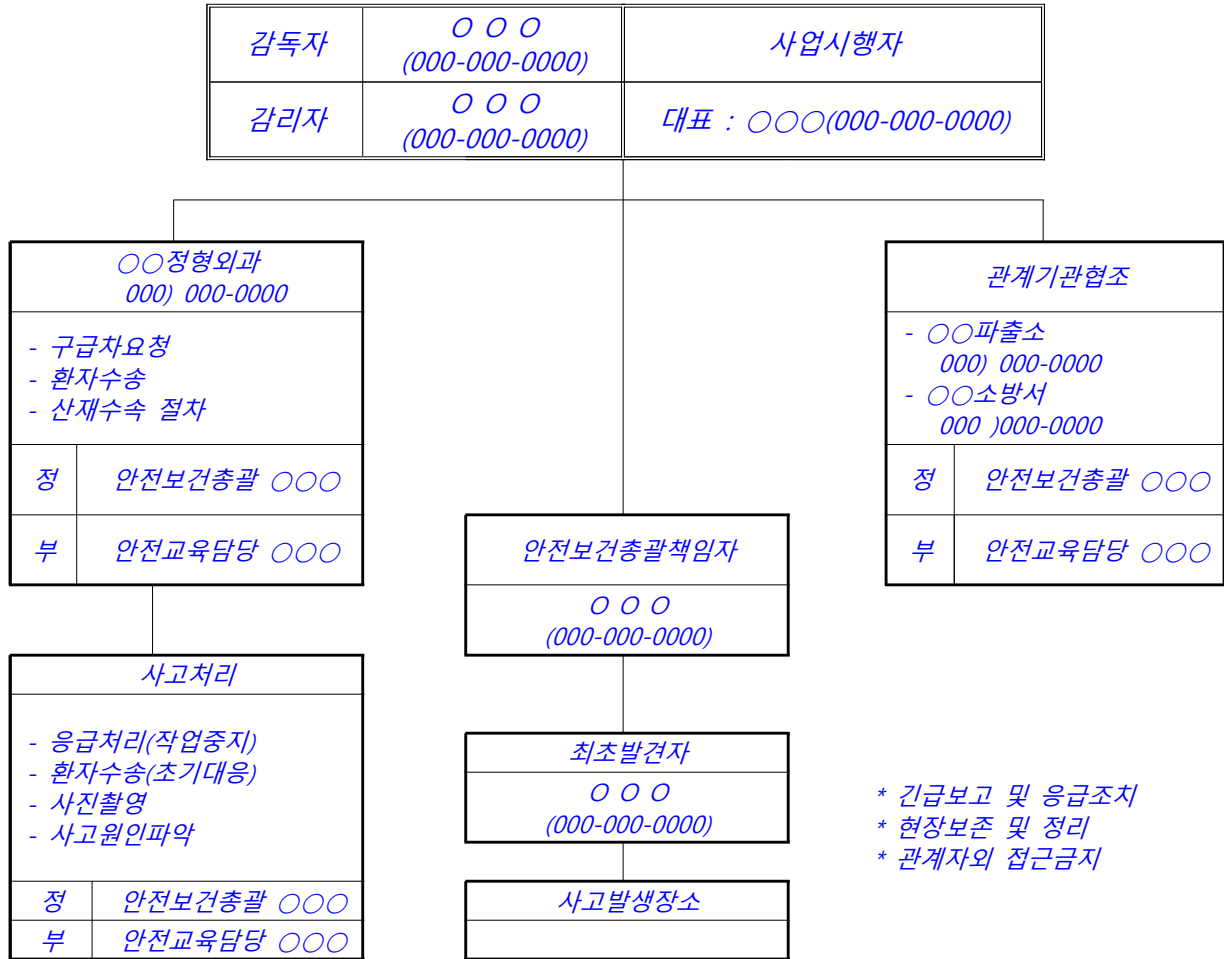 감독자
O O O
(000-000-0000)
사업시행자
감리자
O O O
(000-000-0000)
대표 : ○○○(000-000-0000)
○○정형외과
000) 000-0000
- 구급차요청
- 환자수송
- 산재수속 절차
정
안전보건총괄 ○○○
부
안전교육담당 ○○○
관계기관협조
- ○○파출소
000) 000-0000
- ○○소방서
000 )000-0000
정
안전보건총괄 ○○○
부
안전교육담당 ○○○
안전보건총괄책임자
O O O
(000-000-0000)
사고처리
- 응급처리(작업중지)
- 환자수송(초기대응)
- 사진촬영
- 사고원인파악
정
안전보건총괄 ○○○
부
안전교육담당 ○○○
최초발견자
O O O
(000-000-0000)
사고발생장소
* 긴급보고 및 응급조치
* 현장보존 및 정리
* 관계자외 접근금지